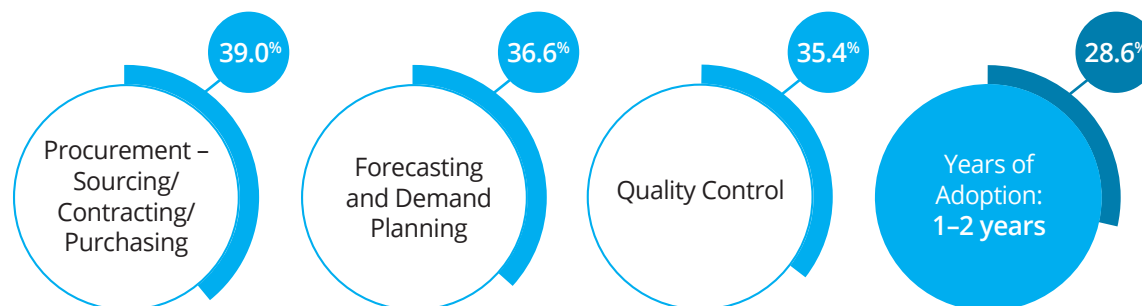 39.0%
Procurement –
Sourcing/
Contracting/
Purchasing
36.6%
Forecasting
and Demand
Planning
35.4%
Quality Control
28.6%
Years of
Adoption:
1–2 years